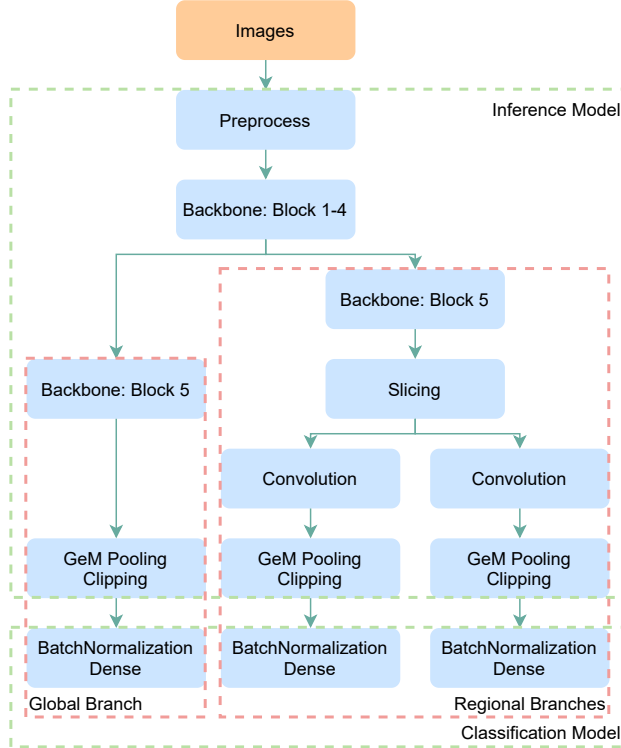 Images
Inference Model
Preprocess
Backbone: Block 1-4
Backbone: Block 5
Backbone: Block 5
Slicing
Convolution
Convolution
GeM Pooling
Clipping
GeM Pooling
Clipping
GeM Pooling
Clipping
BatchNormalization
Dense
BatchNormalization
Dense
BatchNormalization
Dense
Global Branch
Regional Branches
Classification Model